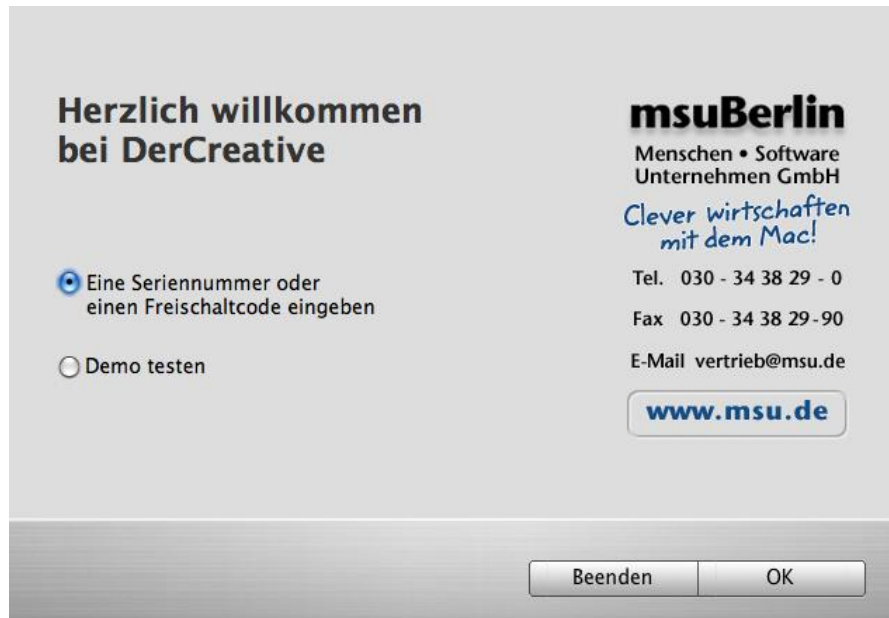 Herzlich willkommen
bei DerCreative
Eine Seriennummer oder
einen Freischaltcode eingeben
Demo testen
msuBerlin
Menschen • Software
Unternehmen GmbH
Clever wirtschaften
mit dem Mac!
Tel. 030 - 34 38 29 - 0
Fax 030 - 34 38 29-90
E-Mail vertrieb@msu.de
www.msu.de
Beenden
OK